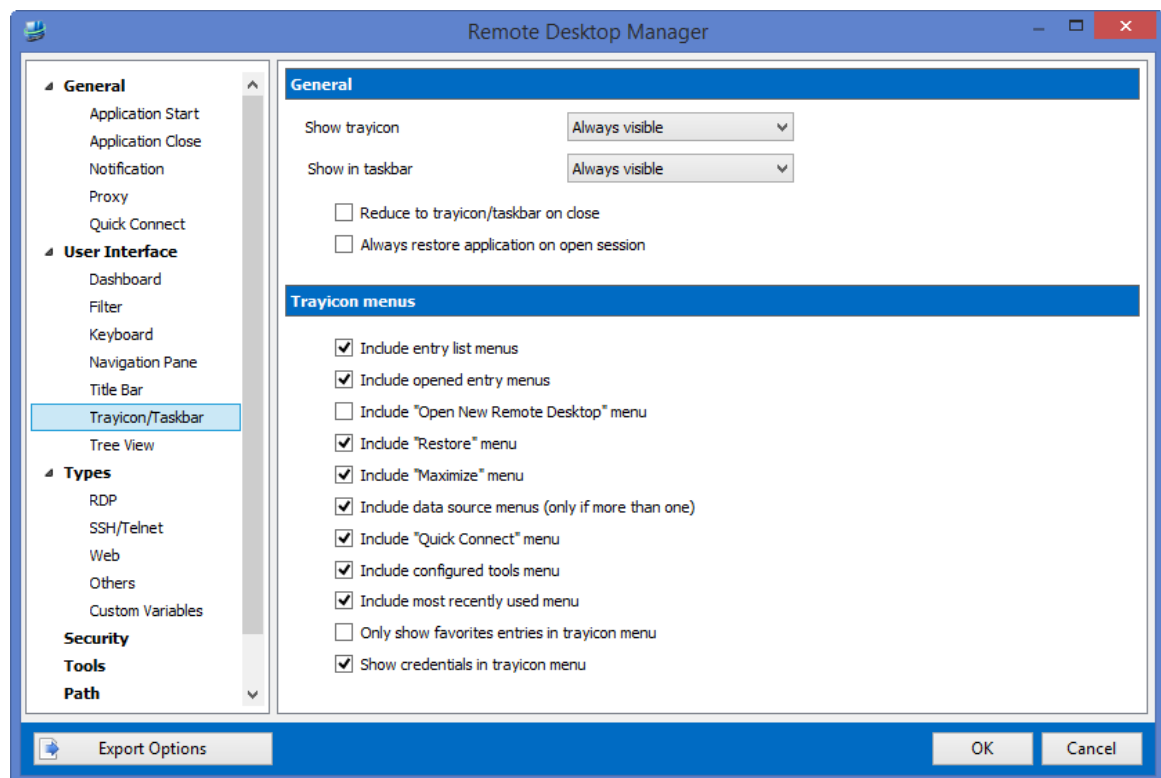 Remote Desktop Manager
General
Application Start
Application Close
Notification
Proxy
Quick Connect
User Interface
Dashboard
Filter
Keyboard
Navigation Pane
Title Bar
Trayicon/Taskbar
Tree View
Types
RDP
SSH/Telnet
Web
Others
Custom Variables
Security
Tools
Path
General
Show trayicon Always visible
Show in taskbar Always visible
Reduce to trayicon/taskbar on close
Always restore application on open session
Trayicon menus
Include entry list menus
Include opened entry menus
Include "Open New Remote Desktop" menu
Include "Restore" menu
Include "Maximize" menu
Include data source menus (only if more than one)
Include "Quick Connect" menu
Include configured tools menu
Include most recently used menu
Only show favorites entries in trayicon menu
Show credentials in trayicon menu
Export Options
OK
Cancel